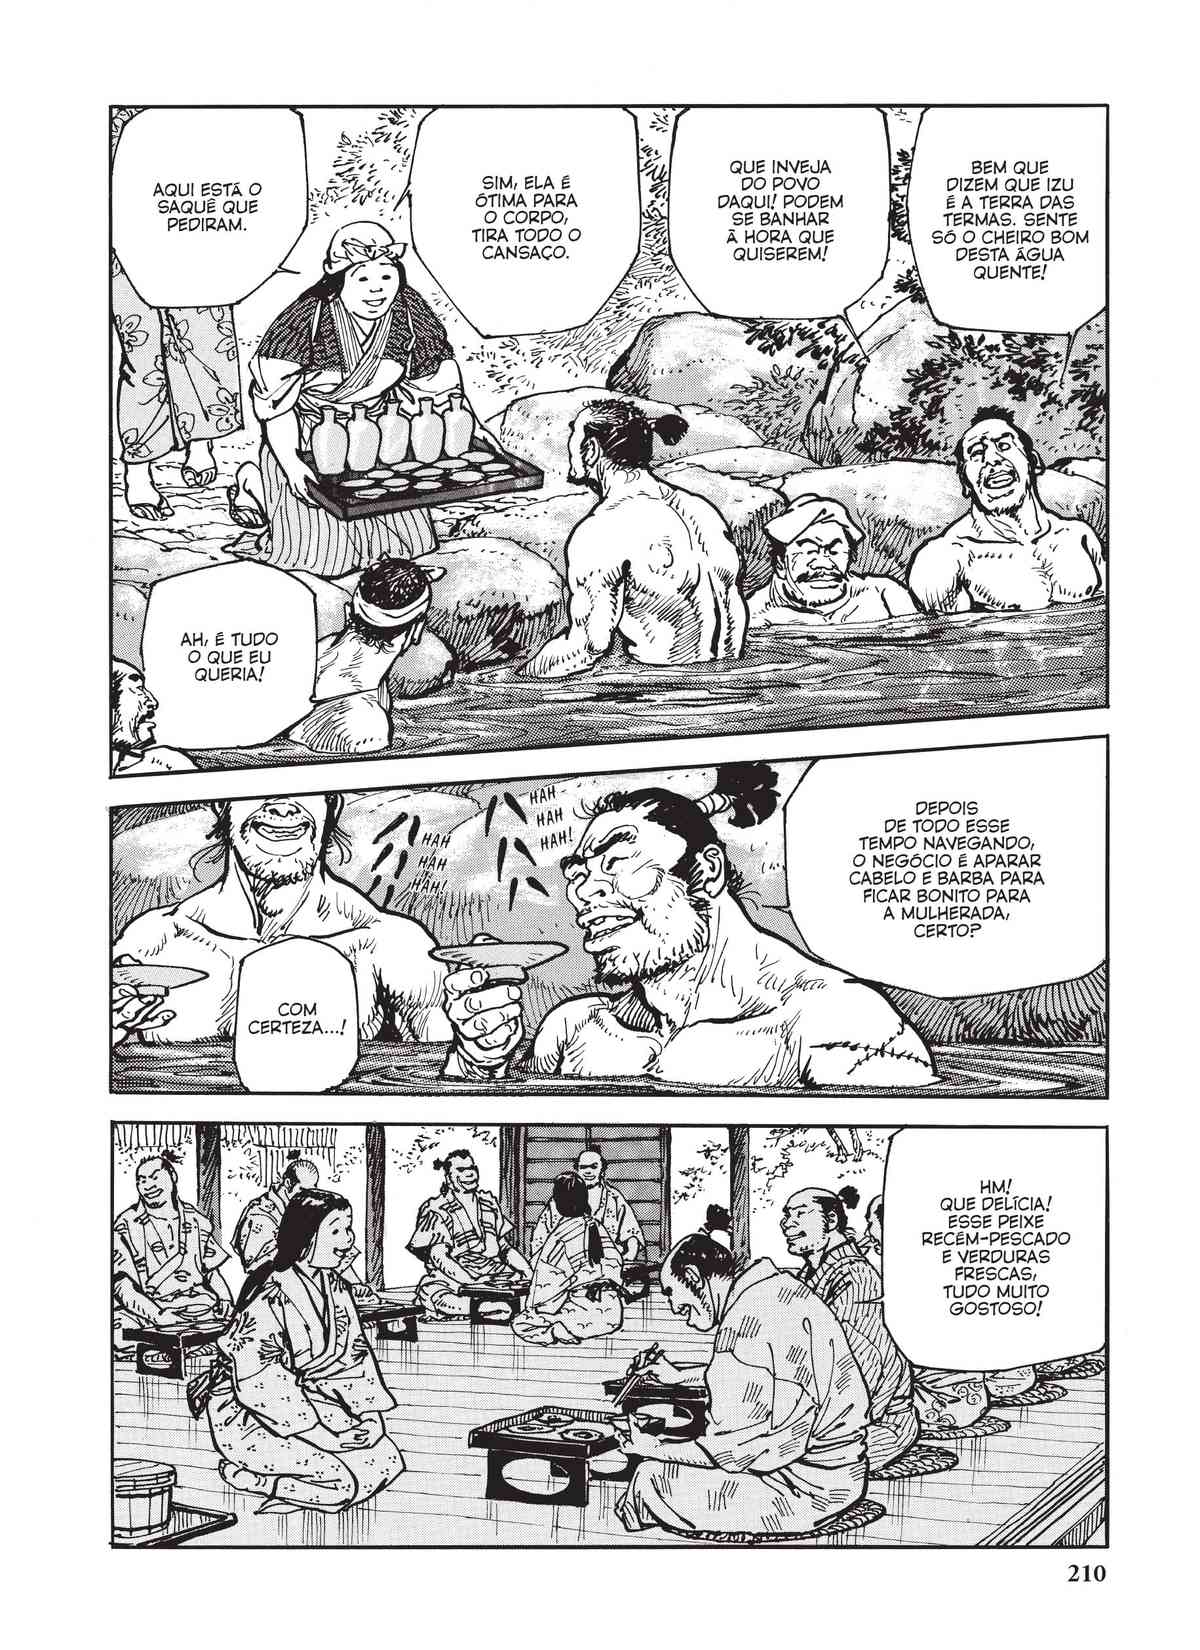 BEM QUE
DIZEM QUE IZU
É A TERRA DAS
TERMAS. SENTE
SÓ O CHEIRO BOM
DESTA ÁGUA
QUENTE!
QUE INVEJA
DO POVO
DAQUI! PODEM
SE BANHAR
À HORA QUE
QUISEREM!
SIM, ELA É
ÓTIMA PARA
O CORPO,
TIRA TODO O
CANSAÇO.
AQUI ESTÁ O
SAQUÊ QUE
PEDIRAM.
AH, É TUDO
O QUE EU
QUERIA!
DEPOIS
DE TODO ESSE
TEMPO NAVEGANDO,
O NEGÓCIO É APARAR
CABELO E BARBA PARA
FICAR BONITO PARA
A MULHERADA,
CERTO?
HAH
HAH
HAH!
HAH
HAH
HAH!
COM
CERTEZA...!
HM!
QUE DELÍCIA!
ESSE PEIXE
RECÉM-PESCADO
E VERDURAS
FRESCAS,
TUDO MUITO
GOSTOSO!
210